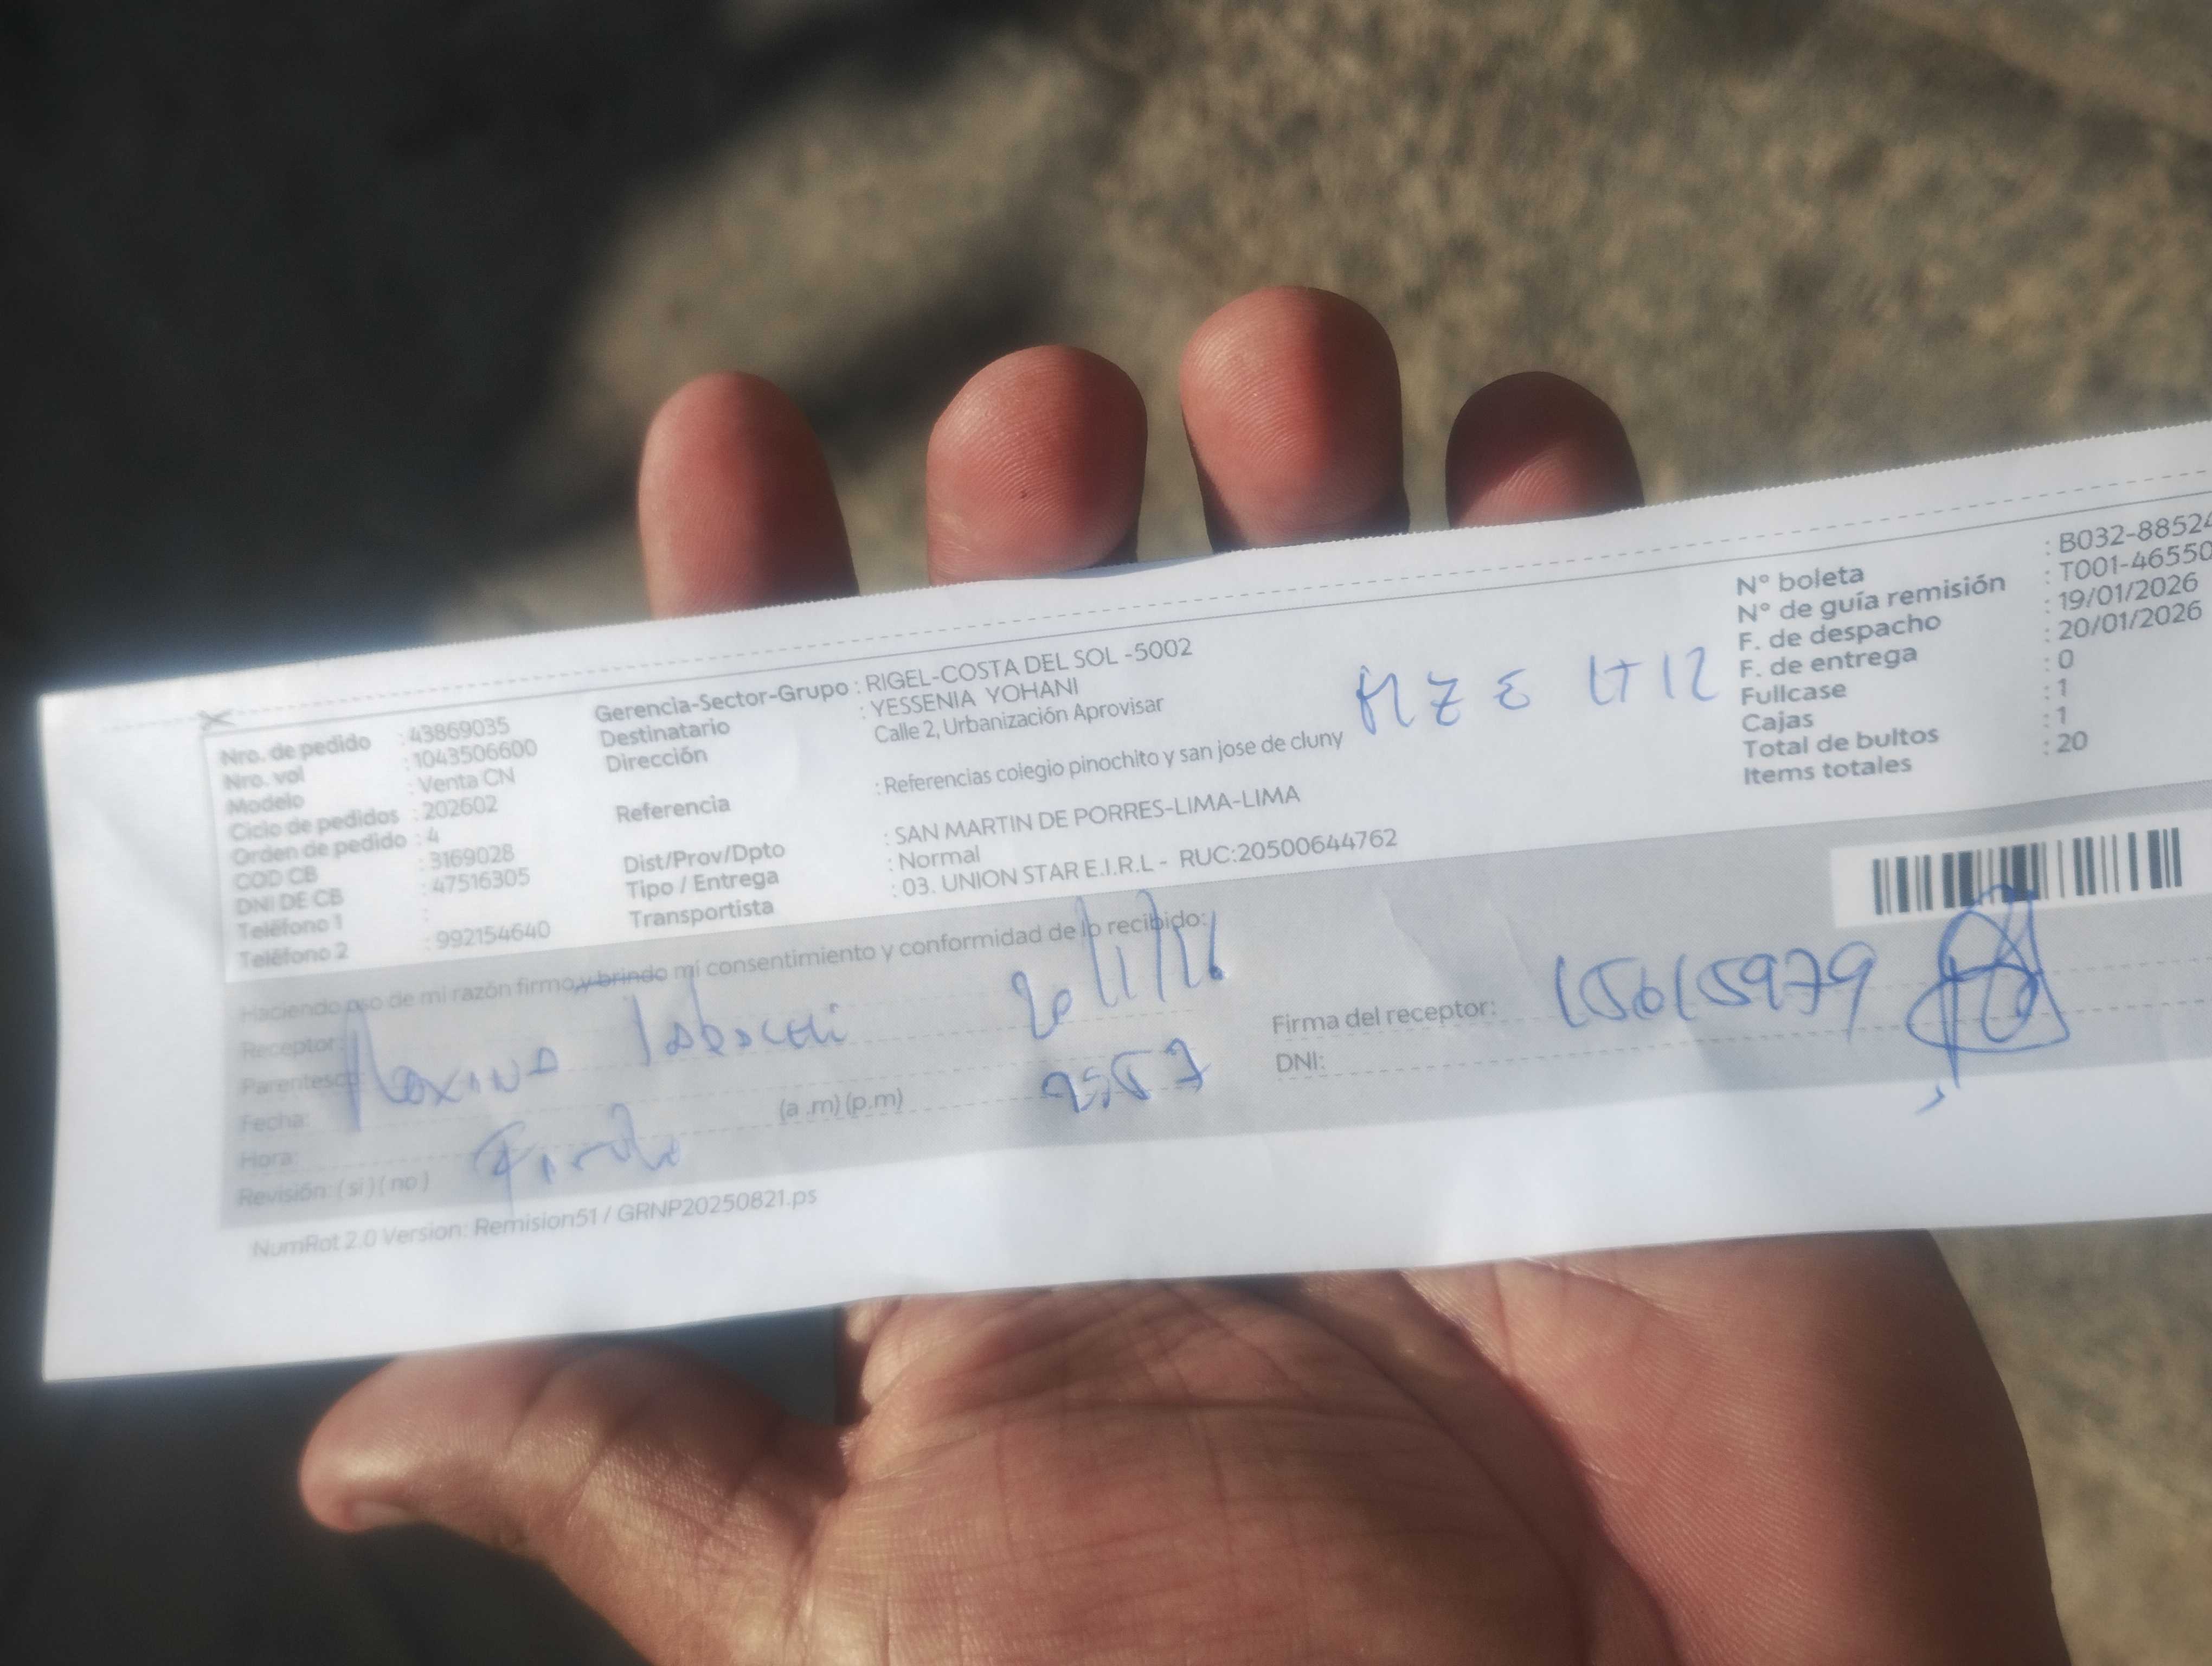 Nro. de pedido : 43869035
Nro. vol : 1043506600
Modelo : Venta CN
Ciclo de pedidos : 202602
Orden de pedido : 4
COD CB : 3169028
DNI DE CB : 47516305
Teléfono 1 :
Teléfono 2 : 992154640
Gerencia-Sector-Grupo : RIGEL-COSTA DEL SOL -5002
Destinatario : YESSENIA YOHANI
Dirección Calle 2, Urbanización Aprovisar
Referencia : Referencias colegio pinochito y san jose de cluny
MZ E LT 12
Dist/Prov/Dpto : SAN MARTIN DE PORRES-LIMA-LIMA
Tipo / Entrega : Normal
Transportista : 03. UNION STAR E.I.R.L - RUC:20500644762
N° boleta : B032-88524
N° de guía remisión : T001-46550
F. de despacho : 19/01/2026
F. de entrega : 20/01/2026
Fullcase : 0
Cajas : 1
Total de bultos : 1
Items totales : 20
Haciendo uso de mi razón firmo,y brindo mi consentimiento y conformidad de lo recibido:
Receptor:
Parentesco:
20/1/26
Fecha:
Hora: (a .m) (p.m)
Revisión: ( si ) ( no )
Firma del receptor: 15615979
DNI:
NumRot 2.0 Version: Remision51 / GRNP20250821.ps